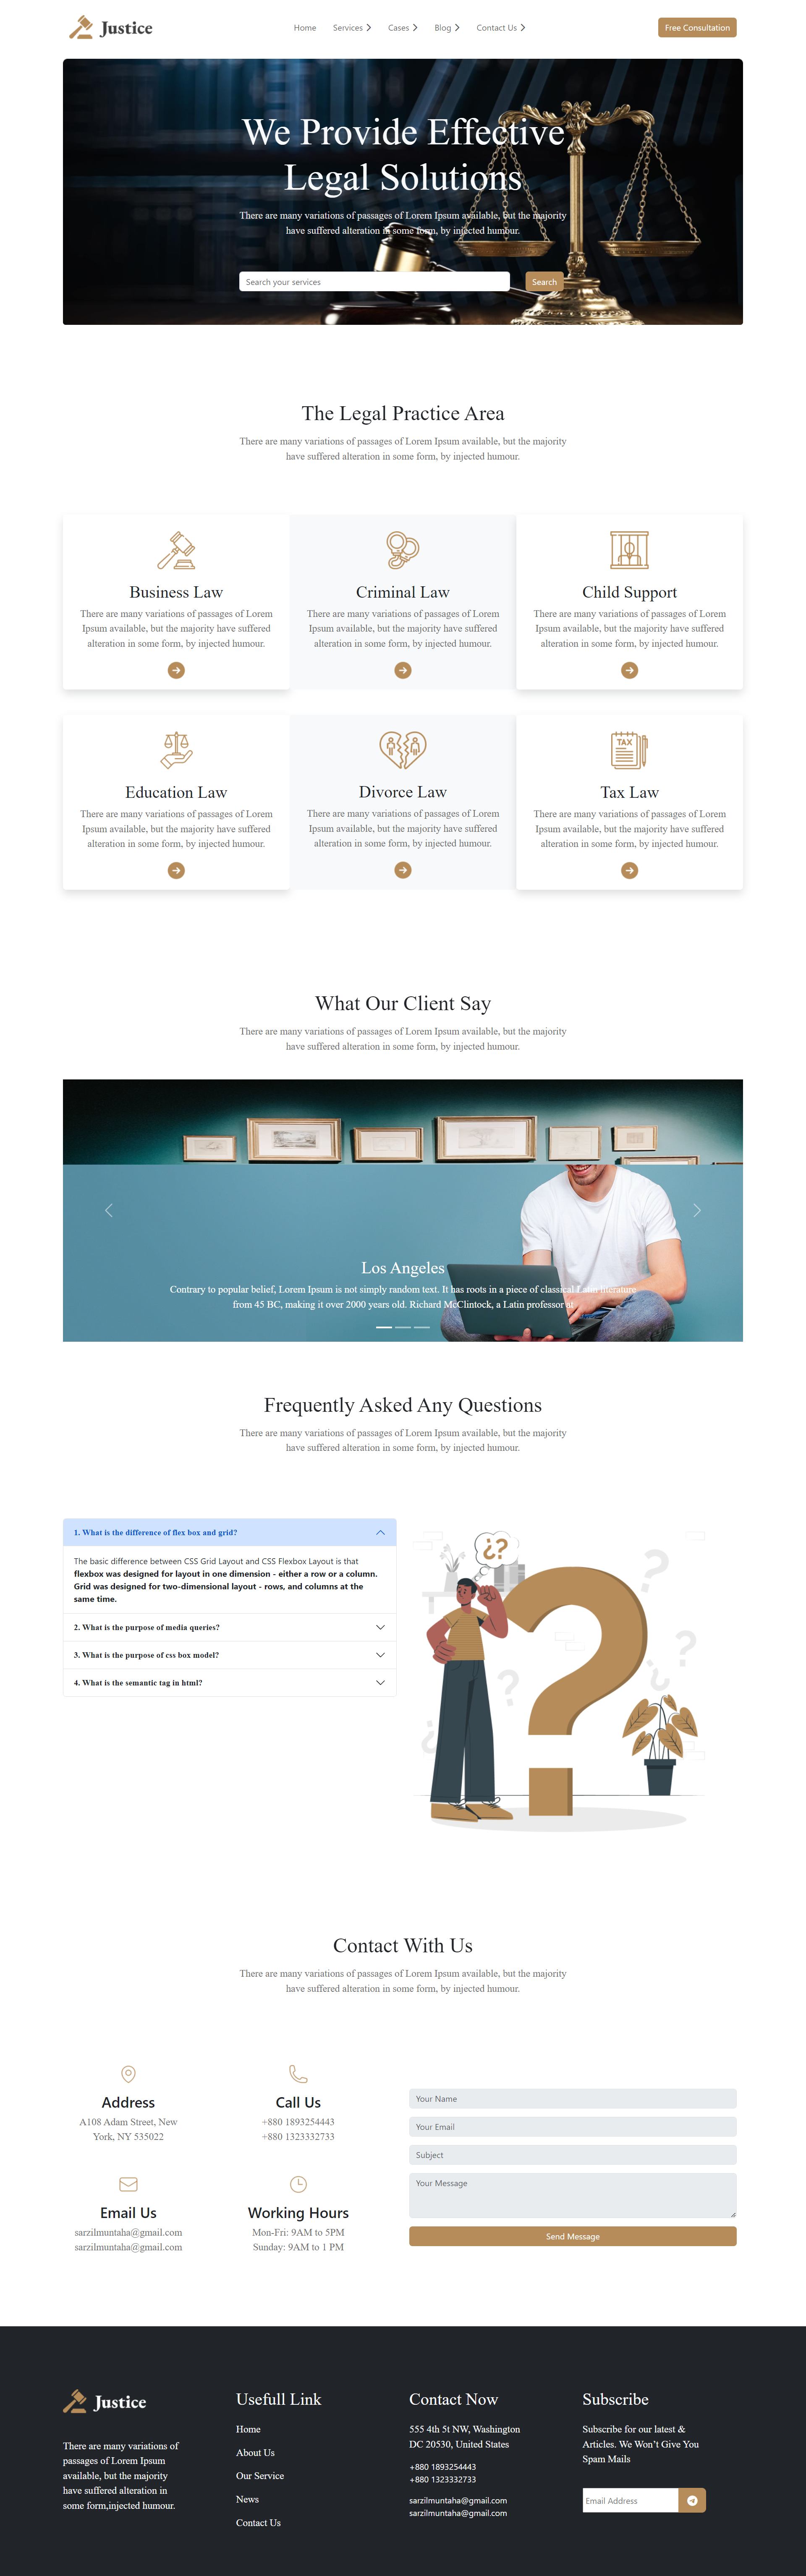 Justice
Home
Services
Cases
Blog
Contact Us
Free Consultation
We Provide Effective
Legal Solutions
There are many variations of passages of Lorem Ipsum available, but the majority
have suffered alteration in some form, by injected humour.
Search your services
Search
The Legal Practice Area
There are many variations of passages of Lorem Ipsum available, but the majority
have suffered alteration in some form, by injected humour.
Business Law
There are many variations of passages of Lorem
Ipsum available, but the majority have suffered
alteration in some form, by injected humour.
Criminal Law
There are many variations of passages of Lorem
Ipsum available, but the majority have suffered
alteration in some form, by injected humour.
Child Support
There are many variations of passages of Lorem
Ipsum available, but the majority have suffered
alteration in some form, by injected humour.
Education Law
There are many variations of passages of Lorem
Ipsum available, but the majority have suffered
alteration in some form, by injected humour.
Divorce Law
There are many variations of passages of Lorem
Ipsum available, but the majority have suffered
alteration in some form, by injected humour.
TAX
Tax Law
There are many variations of passages of Lorem
Ipsum available, but the majority have suffered
alteration in some form, by injected humour.
What Our Client Say
There are many variations of passages of Lorem Ipsum available, but the majority
have suffered alteration in some form, by injected humour.
Los Angeles
Contrary to popular belief, Lorem Ipsum is not simply random text. It has roots in a piece of classical Latin literature
from 45 BC, making it over 2000 years old. Richard McClintock, a Latin professor at
Frequently Asked Any Questions
There are many variations of passages of Lorem Ipsum available, but the majority
have suffered alteration in some form, by injected humour.
1. What is the difference of flex box and grid?
The basic difference between CSS Grid Layout and CSS Flexbox Layout is that
flexbox was designed for layout in one dimension - either a row or a column.
Grid was designed for two-dimensional layout - rows, and columns at the
same time.
2. What is the purpose of media queries?
3. What is the purpose of css box model?
4. What is the semantic tag in html?
¿?
?
Contact With Us
There are many variations of passages of Lorem Ipsum available, but the majority
have suffered alteration in some form, by injected humour.
Address
A108 Adam Street, New
York, NY 535022
Call Us
+880 1893254443
+880 1323332733
Email Us
sarzilmuntaha@gmail.com
sarzilmuntaha@gmail.com
Working Hours
Mon-Fri: 9AM to 5PM
Sunday: 9AM to 1 PM
Your Name
Your Email
Subject
Your Message
Send Message
Justice
There are many variations of
passages of Lorem Ipsum
available, but the majority
have suffered alteration in
some form,injected humour.
Usefull Link
Home
About Us
Our Service
News
Contact Us
Contact Now
555 4th 5t NW, Washington
DC 20530, United States
+880 1893254443
+880 1323332733
sarzilmuntaha@gmail.com
sarzilmuntaha@gmail.com
Subscribe
Subscribe for our latest &
Articles. We Won’t Give You
Spam Mails
Email Address